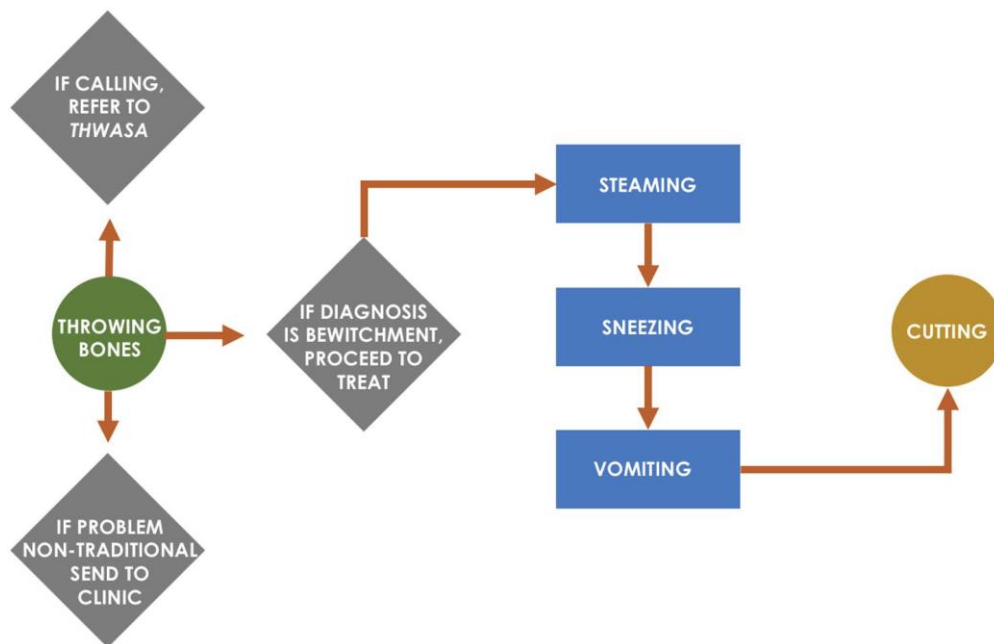 IF CALLING,
REFER TO
THWASA
THROWING
BONES
IF PROBLEM
NON-TRADITIONAL
SEND TO
CLINIC
IF DIAGNOSIS
IS BEWITCHMENT,
PROCEED TO
TREAT
STEAMING
SNEEZING
VOMITING
CUTTING